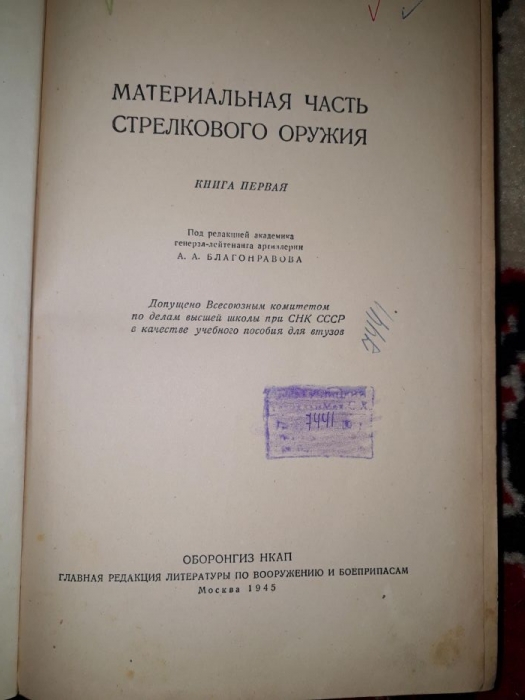 МАТЕРИАЛЬНАЯ ЧАСТЬ
СТРЕЛКОВОГО ОРУЖИЯ
КНИГА ПЕРВАЯ
Под редакцией академика
генерал-лейтенанта артиллерии
А. А. БЛАГОНРАВОВА
Допущено Всесоюзным комитетом
по делам высшей школы при СНК СССР
в качестве учебного пособия для втузов
7441
7441
ОБОРОНГИЗ НКАП
ГЛАВНАЯ РЕДАКЦИЯ ЛИТЕРАТУРЫ ПО ВООРУЖЕНИЮ И БОЕПРИПАСАМ
Москва 1945